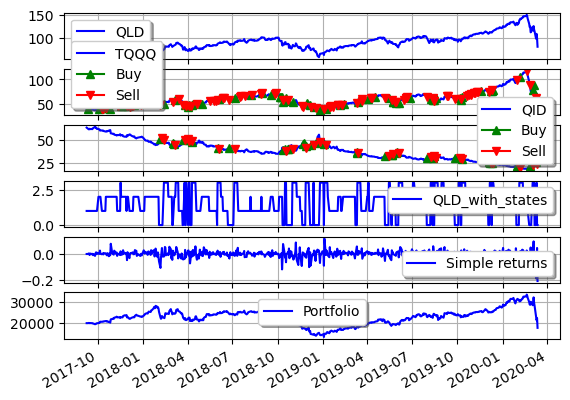 150
100
QLD
TQQQ
Buy
Sell
100
50
QID
Buy
Sell
50
25
2.5
0.0
QLD_with_states
0.0
−0.2
Simple returns
30000
20000
Portfolio
2017-10
2018-01
2018-04
2018-07
2018-10
2019-01
2019-04
2019-07
2019-10
2020-01
2020-04